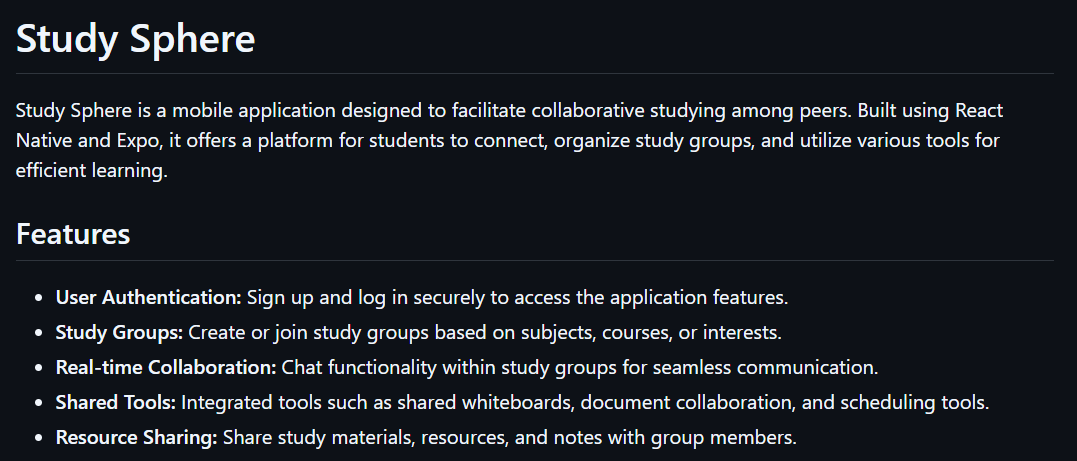 Study Sphere
Study Sphere is a mobile application designed to facilitate collaborative studying among peers. Built using React
Native and Expo, it offers a platform for students to connect, organize study groups, and utilize various tools for
efficient learning.
Features
• User Authentication: Sign up and log in securely to access the application features.
• Study Groups: Create or join study groups based on subjects, courses, or interests.
• Real-time Collaboration: Chat functionality within study groups for seamless communication.
• Shared Tools: Integrated tools such as shared whiteboards, document collaboration, and scheduling tools.
• Resource Sharing: Share study materials, resources, and notes with group members.